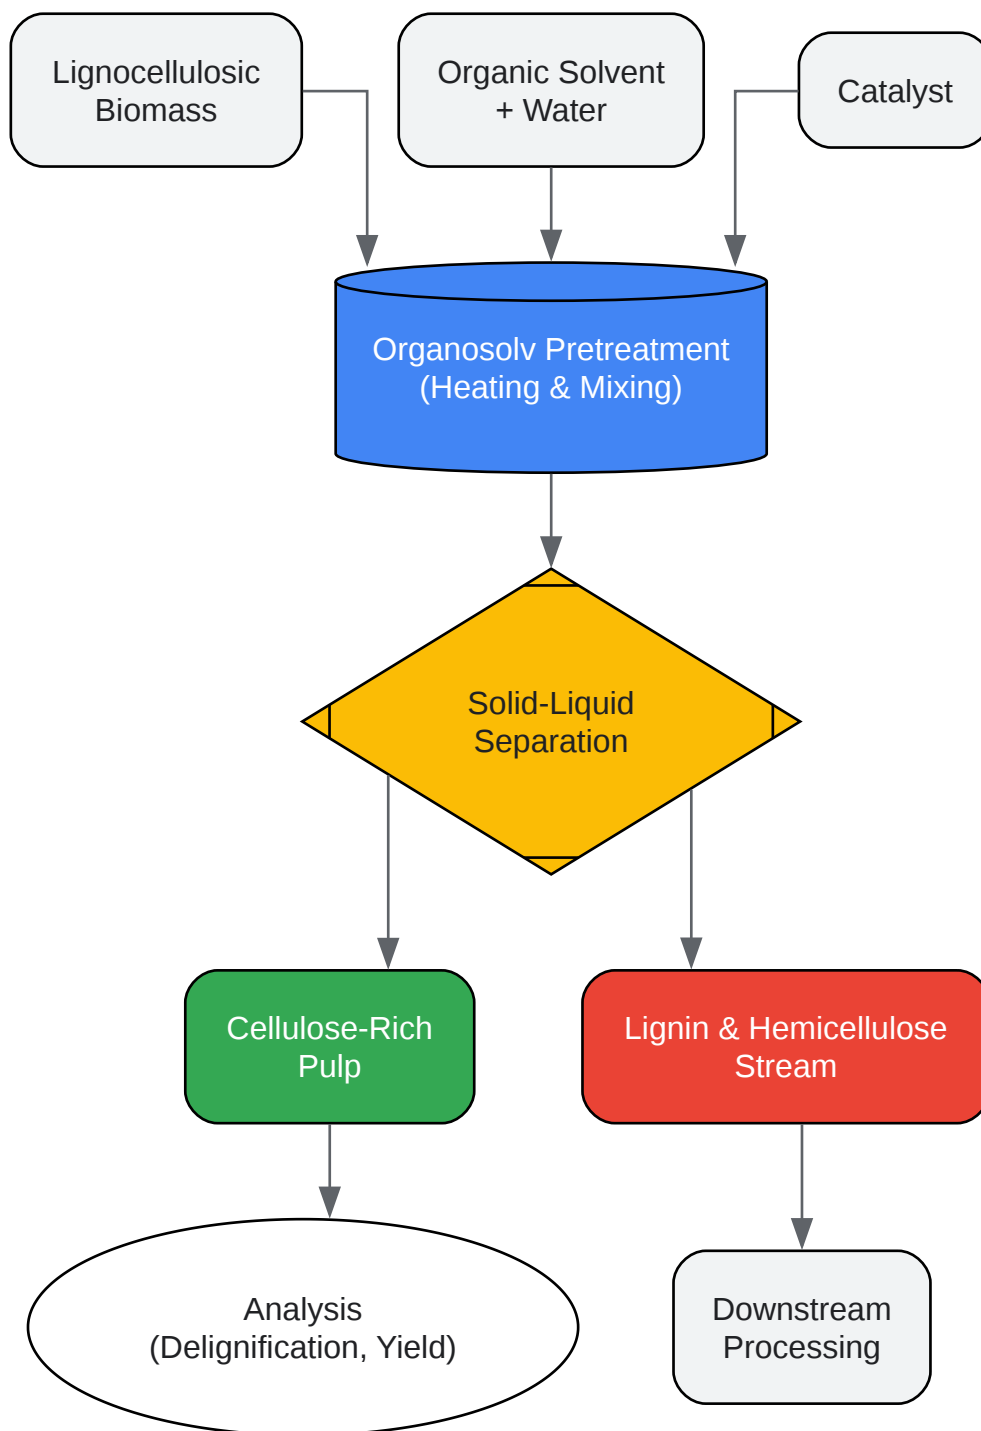 Lignocellulosic
Biomass
Organic Solvent
+ Water
Catalyst
Organosolv Pretreatment
(Heating & Mixing)
Solid-Liquid
Separation
Cellulose-Rich
Pulp
Lignin & Hemicellulose
Stream
Analysis
(Delignification, Yield)
Downstream
Processing